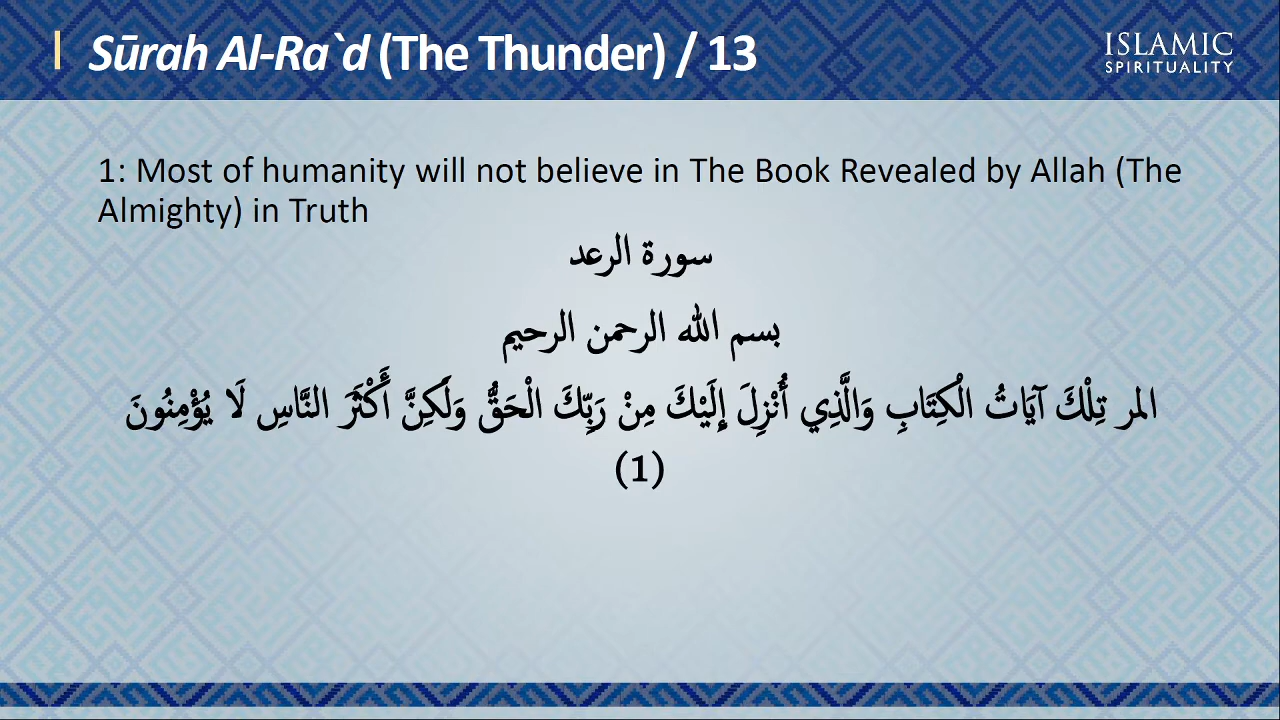 Sūrah Al-Ra`d (The Thunder) / 13
ISLAMIC
SPIRITUALITY
1: Most of humanity will not believe in The Book Revealed by Allah (The
Almighty) in Truth
سورة الرعد
بسم الله الرحمن الرحيم
المر تِلْكَ آيَاتُ الْكِتَابِ وَالَّذِي أُنْزِلَ إِلَيْكَ مِنْ رَبِّكَ الْحَقُّ وَلَكِنَّ أَكْثَرَ النَّاسِ لَا يُؤْمِنُونَ
(1)